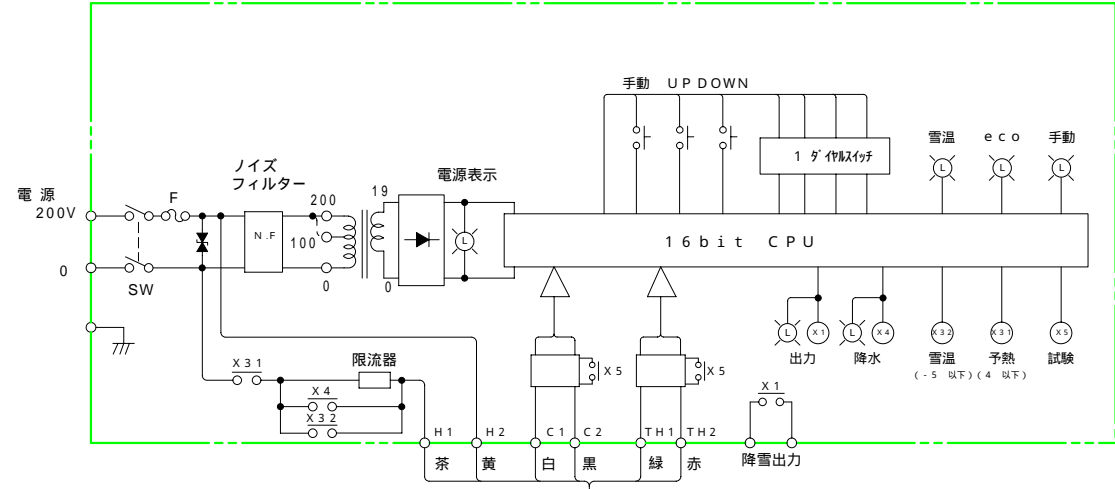 手動 UP DOWN
雪温 eco 手動
L L L
1 ダイヤルスイッチ
ノイズ
フィルター
電源表示
電源
200V
F
200
19
N.F
100
L
16bit CPU
0
SW
0
0
L X1 L X4 X32 X31 X5
出力 降水 雪温 予熱 試験
(-5 以下)(4 以下)
X31
限流器
X5
X5
X1
X4
X32
H1 H2 C1 C2 TH1 TH2
茶 黄 白 黒 緑 赤
降雪出力